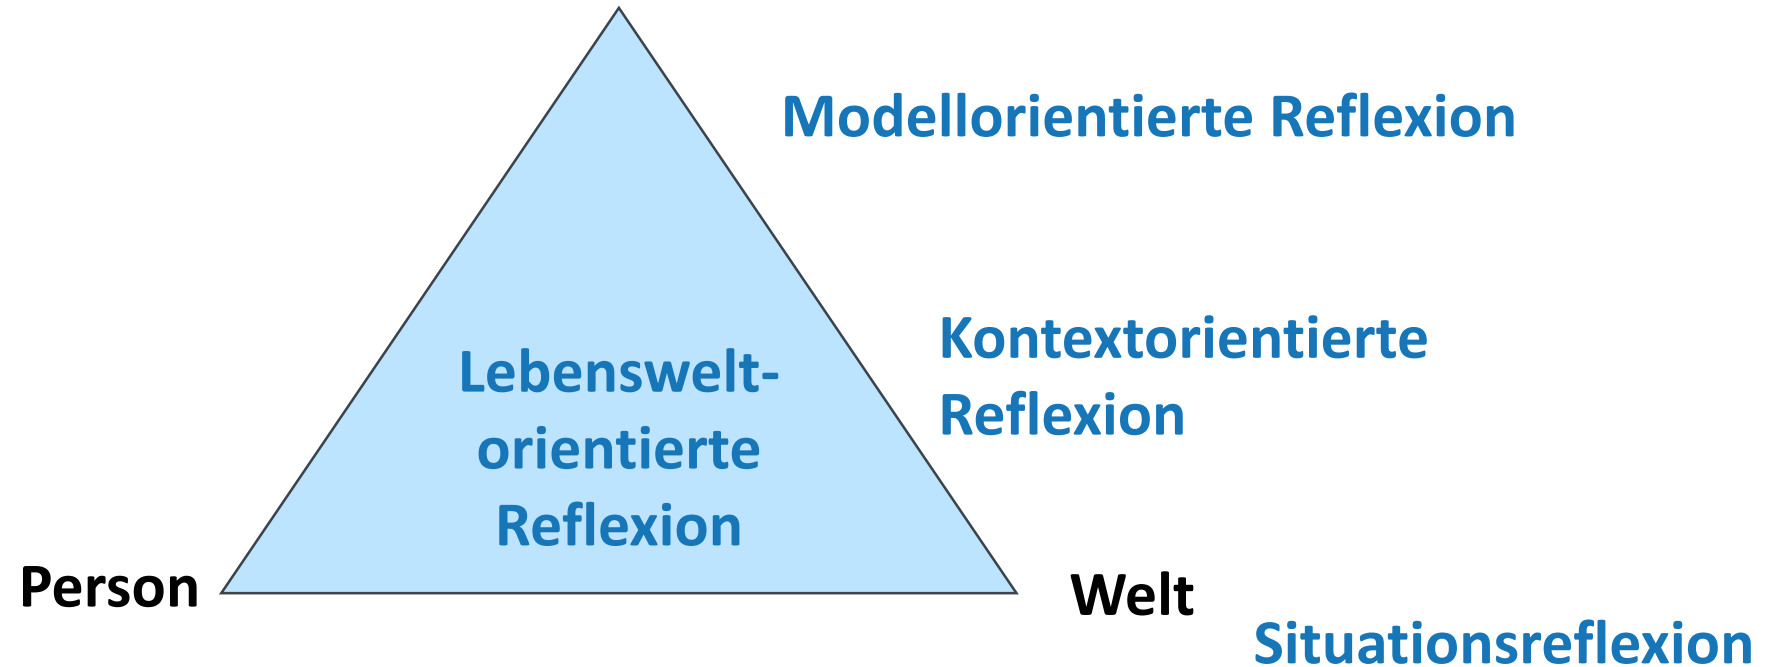 Modellorientierte Reflexion
Kontextorientierte
Reflexion
Lebenswelt-
orientierte
Reflexion
Person
Welt
Situationsreflexion